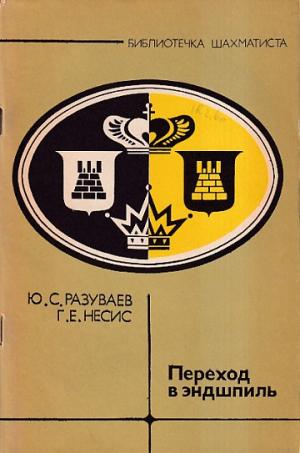 БИБЛИОТЕЧКА ШАХМАТИСТА
Ю.С.РАЗУВАЕВ
Г.Е.НЕСИС
Переход
в эндшпиль